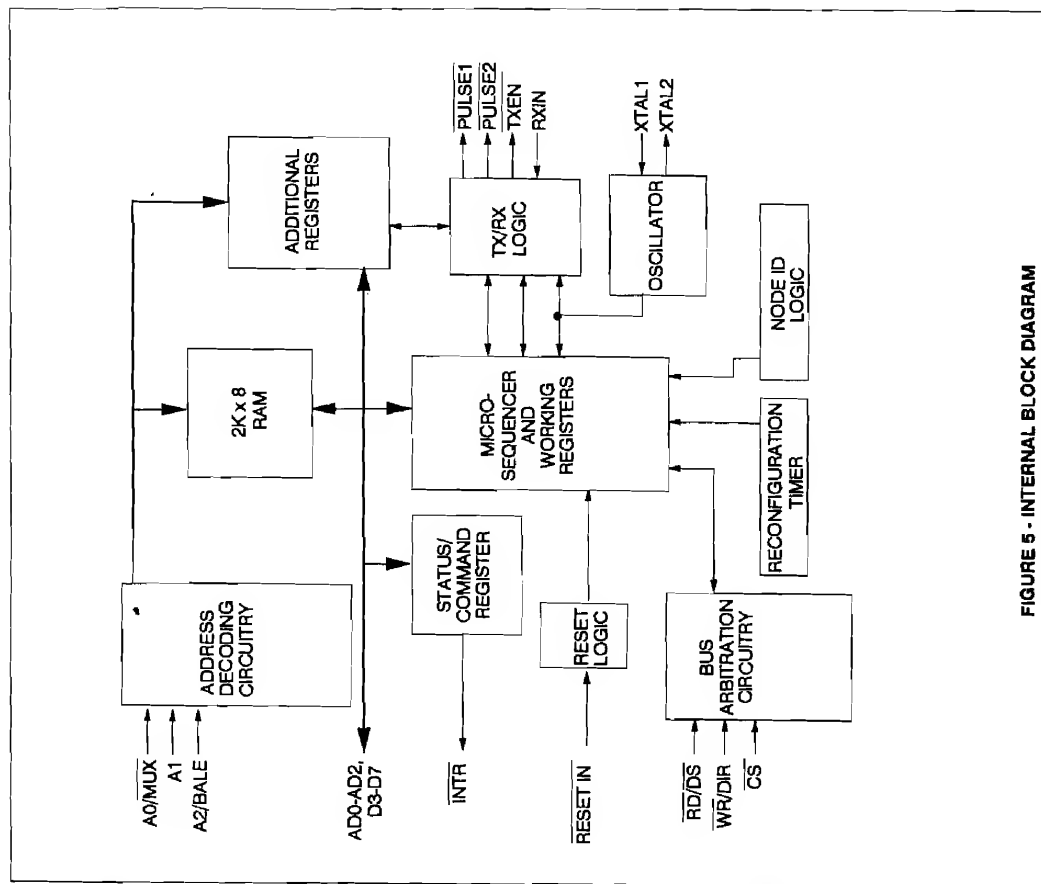 A0/MUX
A1
A2/BALE
ADDRESS
DECODING
CIRCUITRY
2K x 8
RAM
ADDITIONAL
REGISTERS
AD0-AD2,
D3-D7
INTR
STATUS/
COMMAND
REGISTER
MICRO-
SEQUENCER
AND
WORKING
REGISTERS
TX/RX
LOGIC
PULSE1
PULSE2
TXEN
RXIN
RESET IN
RESET
LOGIC
OSCILLATOR
XTAL1
XTAL2
RD/DS
WR/DIR
CS
BUS
ARBITRATION
CIRCUITRY
RECONFIGURATION
TIMER
NODE ID
LOGIC
FIGURE 5 - INTERNAL BLOCK DIAGRAM